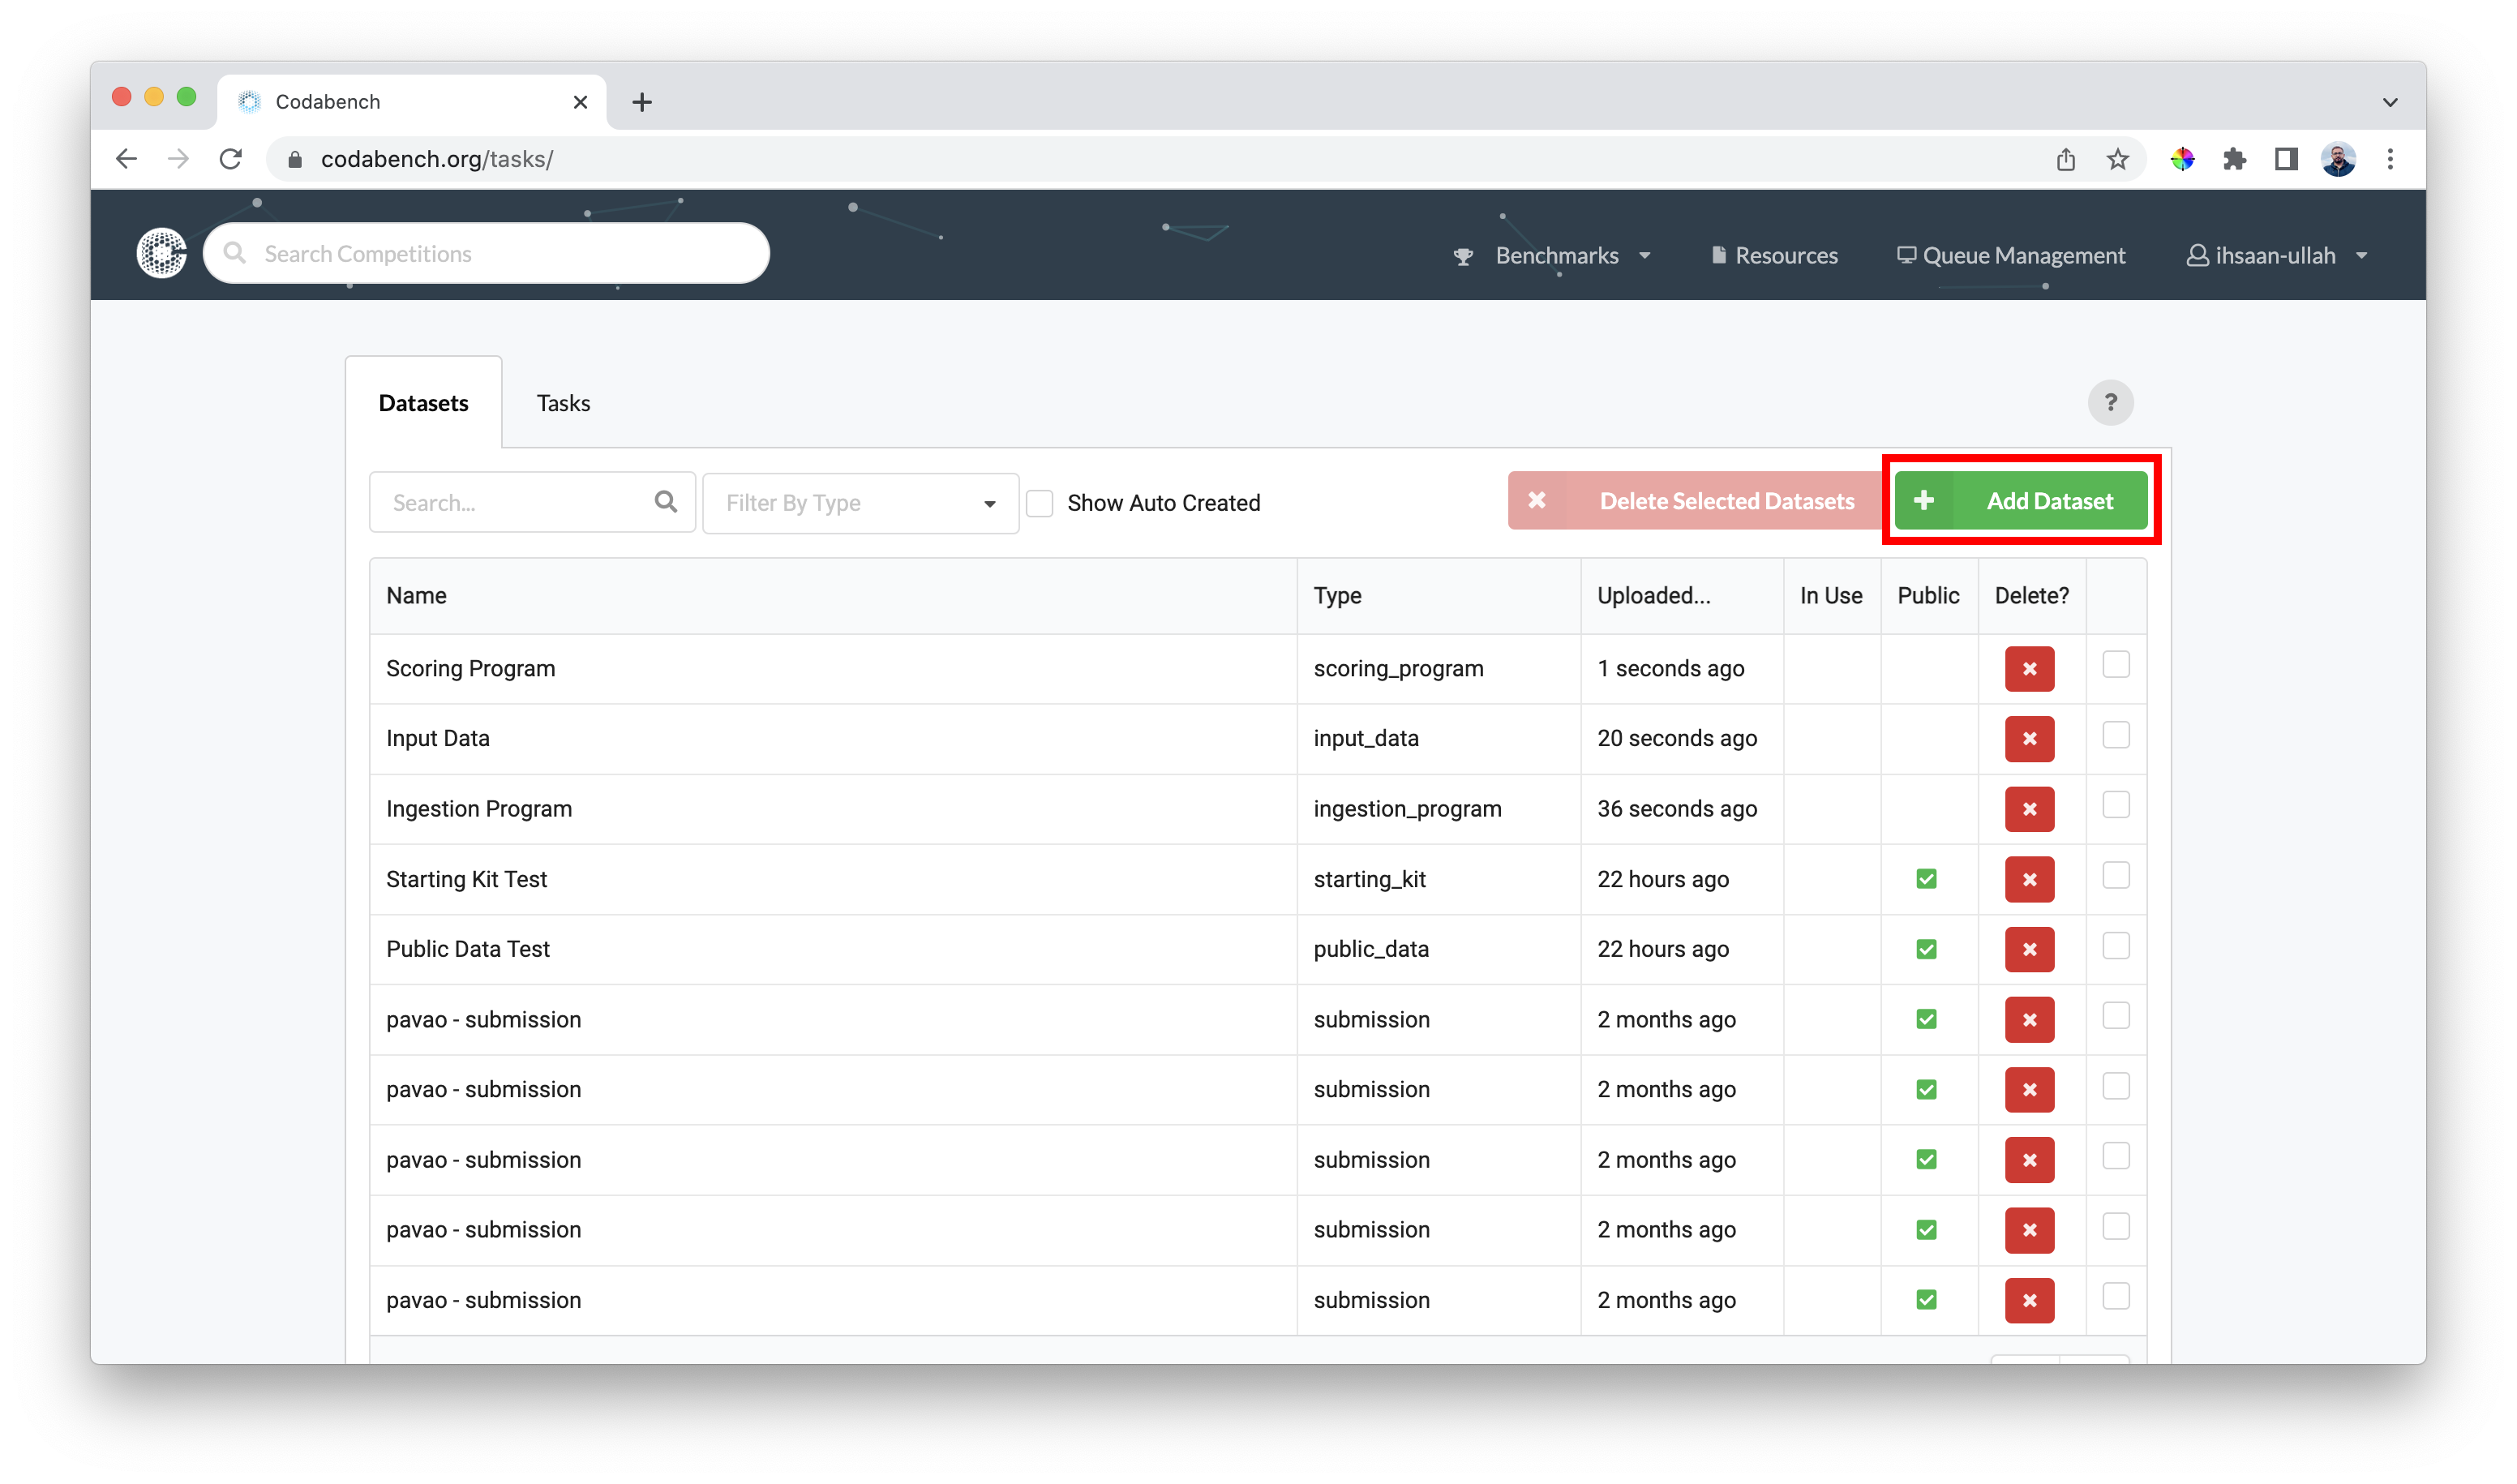 Codabench
codabench.org/tasks/
Search Competitions
Benchmarks
Resources
Queue Management
ihsaan-ullah
Datasets
Tasks
?
Search...
Filter By Type
Show Auto Created
Delete Selected Datasets
Add Dataset
Name Type Uploaded... In Use Public Delete?
Scoring Program scoring_program 1 seconds ago
Input Data input_data 20 seconds ago
Ingestion Program ingestion_program 36 seconds ago
Starting Kit Test starting_kit 22 hours ago
Public Data Test public_data 22 hours ago
pavao - submission submission 2 months ago
pavao - submission submission 2 months ago
pavao - submission submission 2 months ago
pavao - submission submission 2 months ago
pavao - submission submission 2 months ago